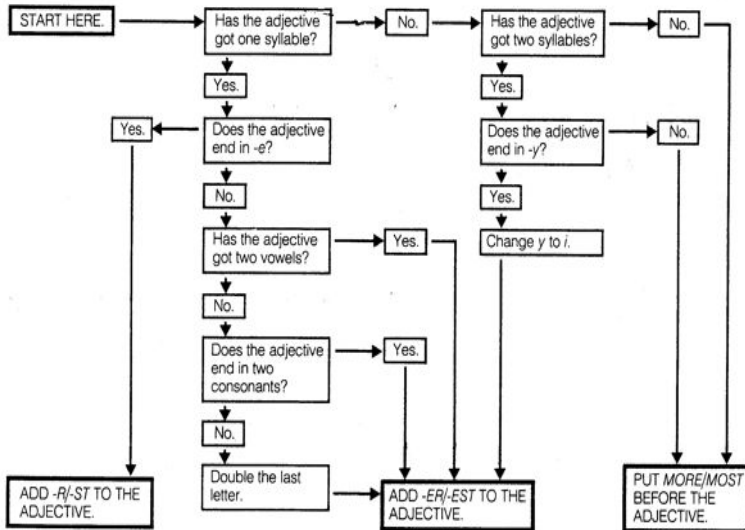 START HERE.
Has the adjective
got one syllable?
No.
Has the adjective
got two syllables?
No.
Yes.
Yes.
Yes.
Does the adjective
end in -e?
Does the adjective
end in -y?
No.
No.
Yes.
Has the adjective
got two vowels?
Yes.
Change y to i.
No.
Does the adjective
end in two
consonants?
Yes.
No.
Double the last
letter.
ADD -R/-ST TO THE
ADJECTIVE.
ADD -ER/-EST TO THE
ADJECTIVE.
PUT MORE/MOST
BEFORE THE
ADJECTIVE.